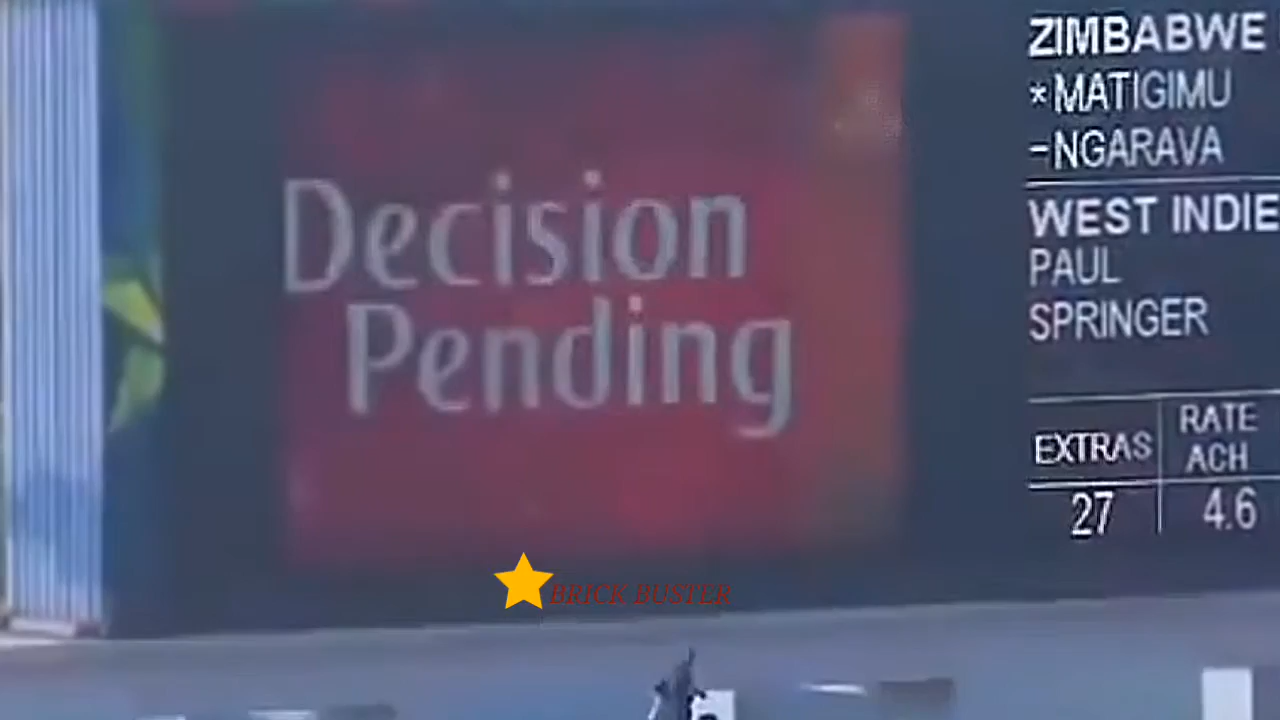 Decision
Pending
ZIMBABWE
*MATIGIMU
-NGARAVA
WEST INDIE
PAUL
SPRINGER
EXTRAS
RATE
ACH
27
4.6
BRICK BUSTER